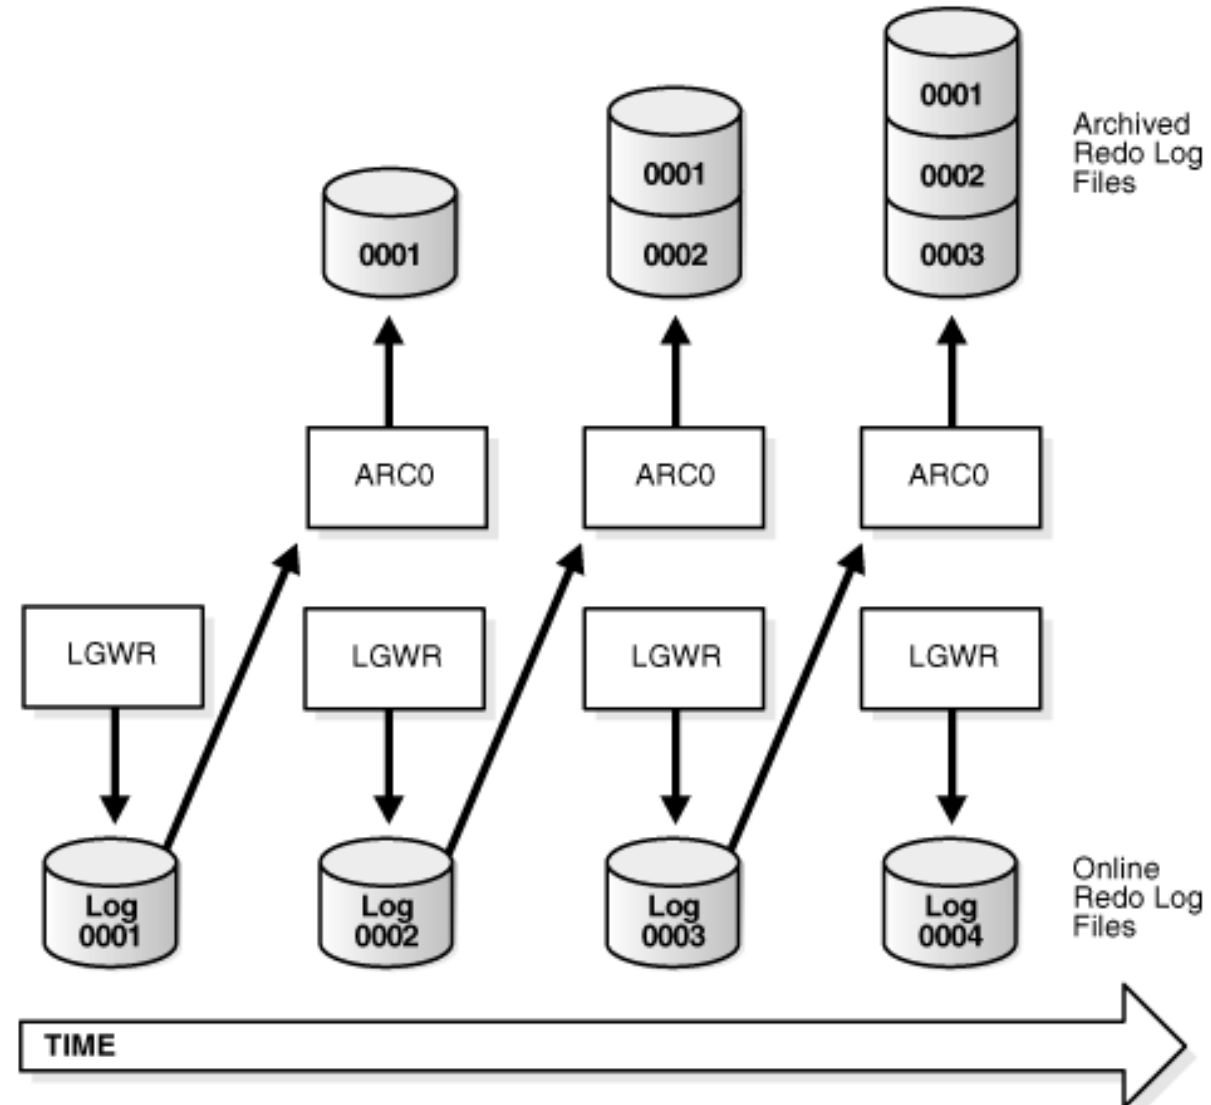 0001
0002
0003
Archived
Redo Log
Files
0001
0002
0001
ARC0
ARC0
ARC0
LGWR
LGWR
LGWR
LGWR
Log
0001
Log
0002
Log
0003
Log
0004
Online
Redo Log
Files
TIME